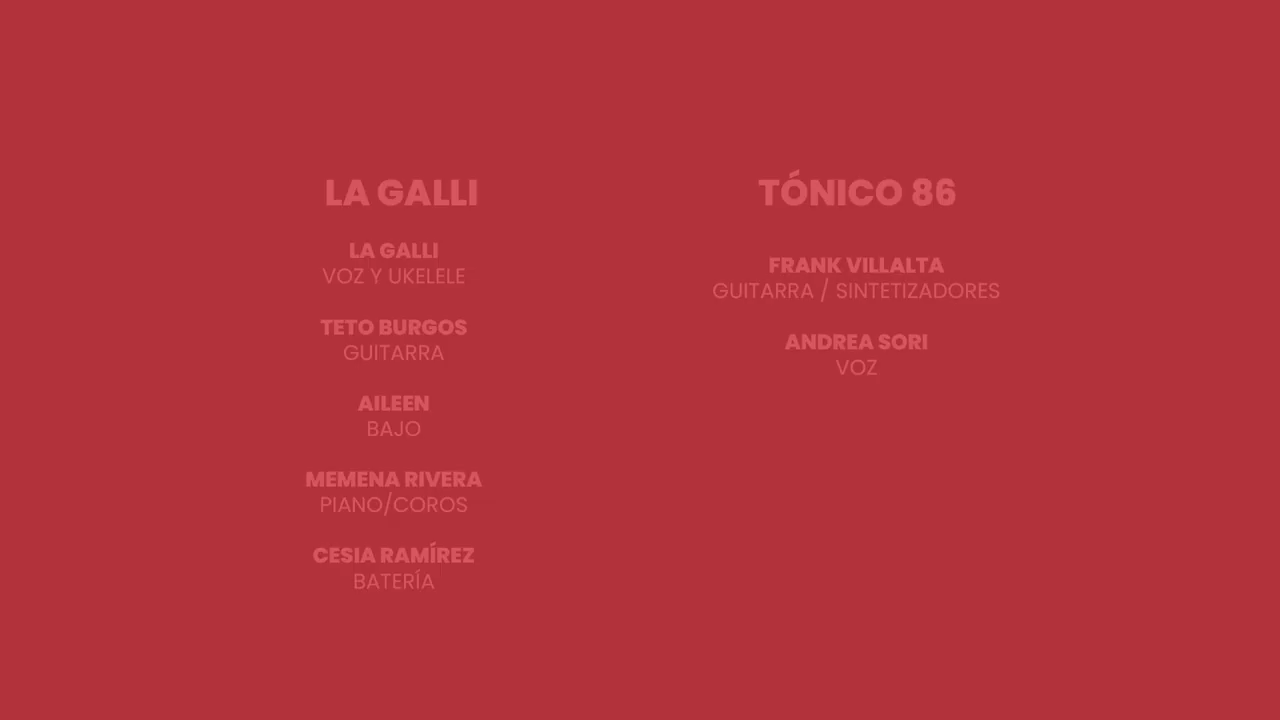 LA GALLI
LA GALLI
VOZ Y UKELELE
TETO BURGOS
GUITARRA
AILEEN
BAJO
MEMENA RIVERA
PIANO/COROS
CESIA RAMÍREZ
BATERÍA
TÓNICO 86
FRANK VILLALTA
GUITARRA / SINTETIZADORES
ANDREA SORI
VOZ